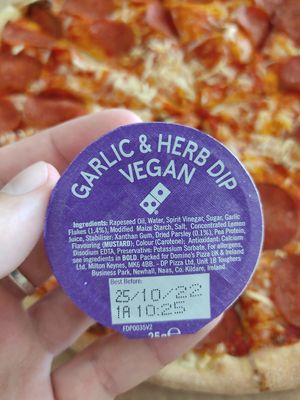 GARLIC & HERB DIP
VEGAN
Ingredients: Rapeseed Oil, Water, Spirit Vinegar, Sugar, Garlic
Flakes (1.4%), Modified Maize Starch, Salt, Concentrated Lemon
Juice, Stabiliser: Xanthan Gum, Dried Parsley (0.1%), Pea Protein,
Flavouring (MUSTARD), Colour (Carotene), Antioxidant: Calcium
Disodium EDTA, Preservative: Potassium Sorbate. For allergens,
see ingredients in BOLD. Packed for Domino's Pizza UK & Ireland
Ltd, Milton Keynes, MK6 4BB. - DP Pizza Ltd, Unit 1B Toughers
Business Park, Newhall, Naas, Co. Kildare, Ireland.
Best Before:
25/10/22
1A 10:25
FDP0035V2
25g e